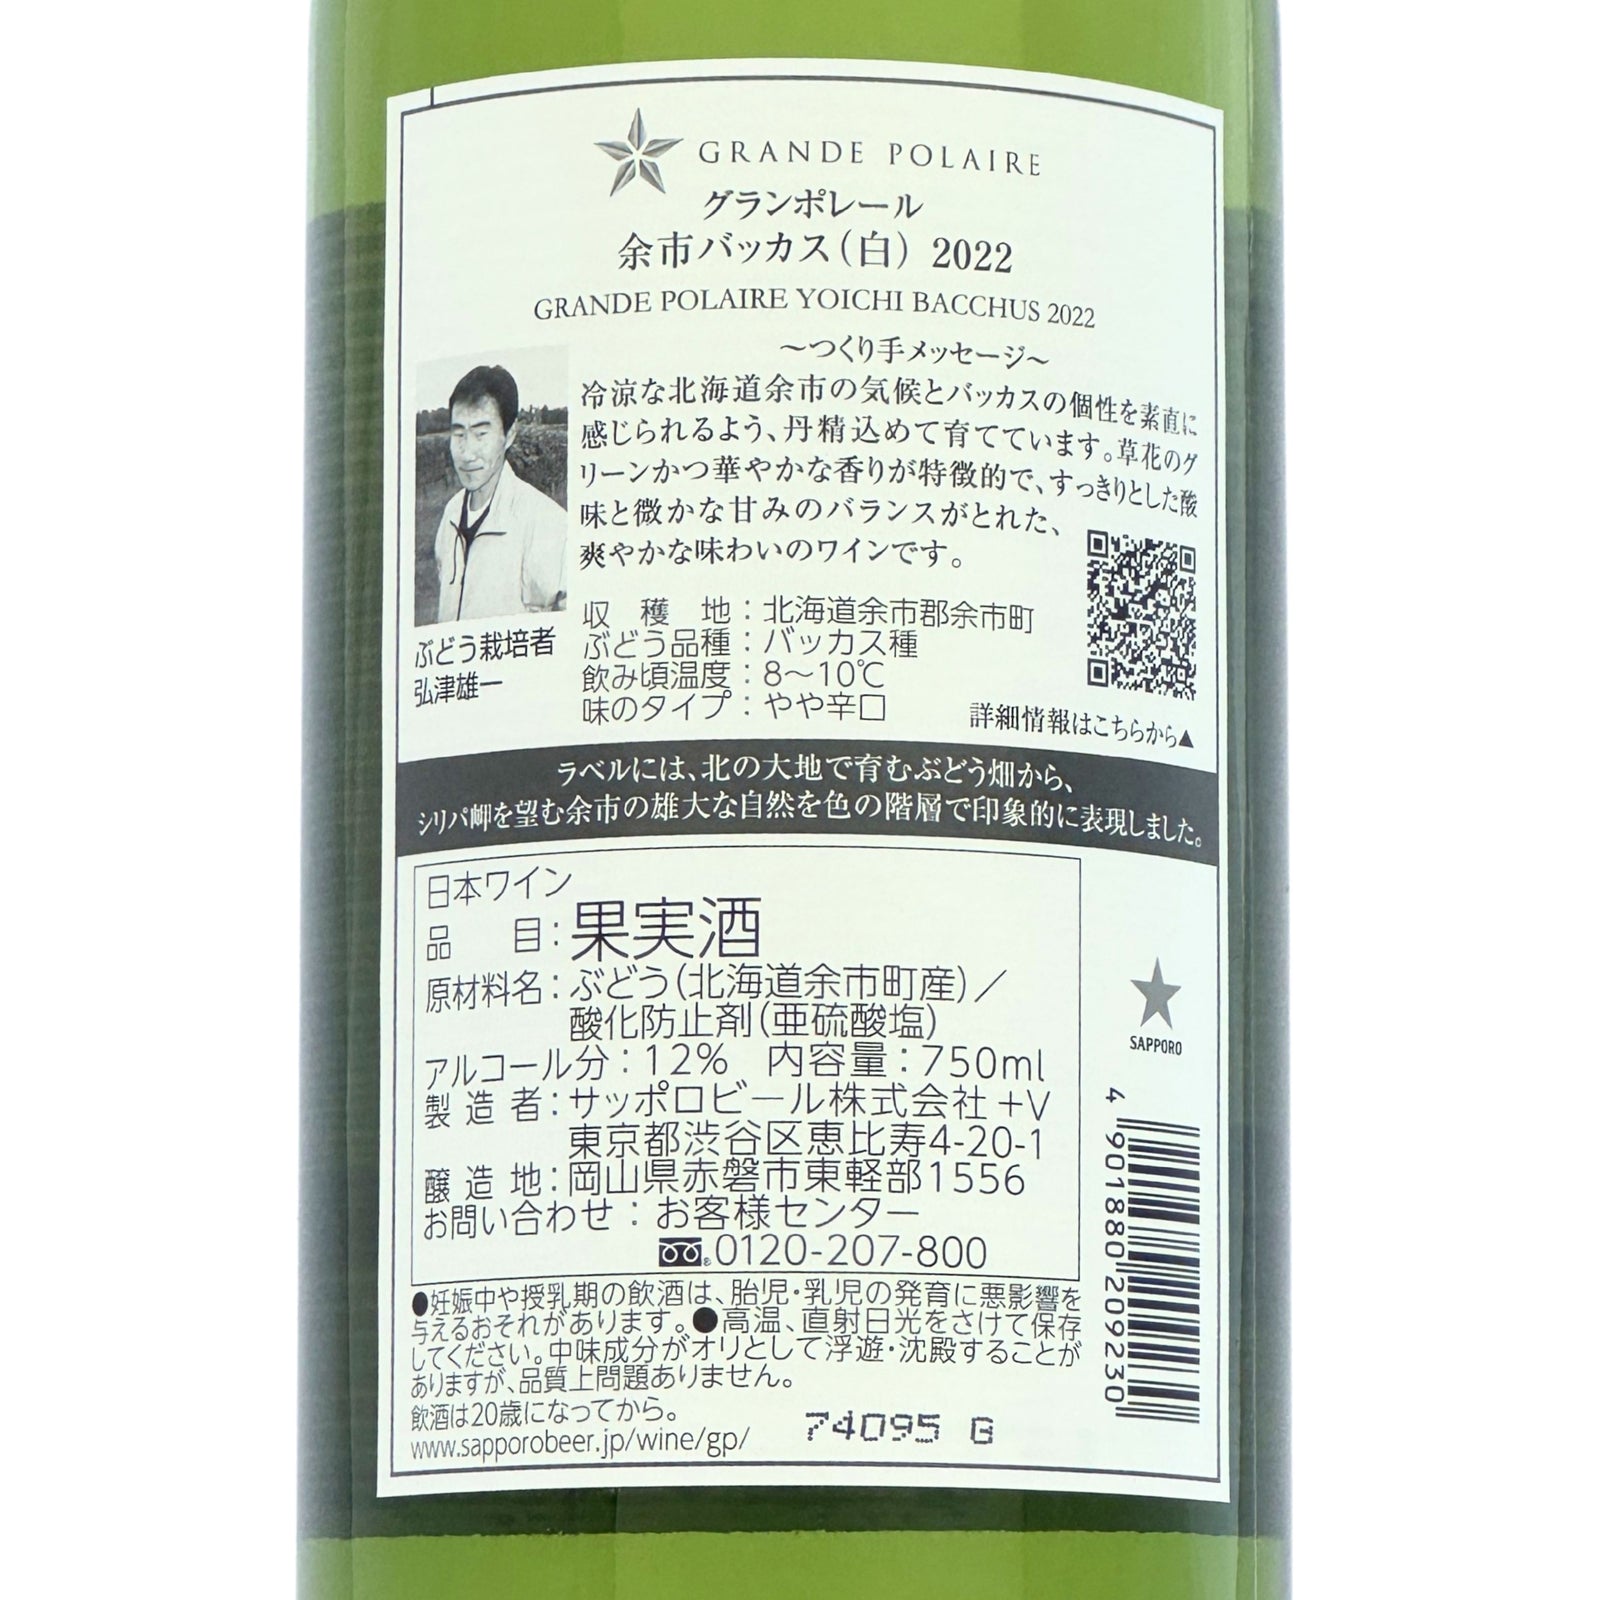 GRANDE POLAIRE
グランポレール
余市バッカス(白) 2022
GRANDE POLAIRE YOICHI BACCHUS 2022
〜つくり手メッセージ〜
冷涼な北海道余市の気候とバッカスの個性を素直に
感じられるよう、丹精込めて育てています。草花のグ
リーンかつ華やかな香りが特徴的で、すっきりとした酸
味と微かな甘みのバランスがとれた、
爽やかな味わいのワインです。
ぶどう栽培者
弘津雄一
収穫地：北海道余市郡余市町
ぶどう品種：バッカス種
飲み頃温度：8〜10℃
味のタイプ：やや辛口
詳細情報はこちらから▲
ラベルには、北の大地で育むぶどう畑から、
シリパ岬を望む余市の雄大な自然を色の階層で印象的に表現しました。
日本ワイン
品目：果実酒
原材料名：ぶどう(北海道余市町産)／
酸化防止剤(亜硫酸塩)
アルコール分：12% 内容量：750ml
製造者：サッポロビール株式会社+V
東京都渋谷区恵比寿4-20-1
醸造地：岡山県赤磐市東軽部1556
お問い合わせ：お客様センター
0120-207-800
●妊娠中や授乳期の飲酒は、胎児・乳児の発育に悪影響を
与えるおそれがあります。●高温、直射日光をさけて保存
してください。中味成分がオリとして浮遊・沈殿することが
ありますが、品質上問題ありません。
飲酒は20歳になってから。
www.sapporobeer.jp/wine/gp/
74095 G
SAPPORO
4 901880 209230